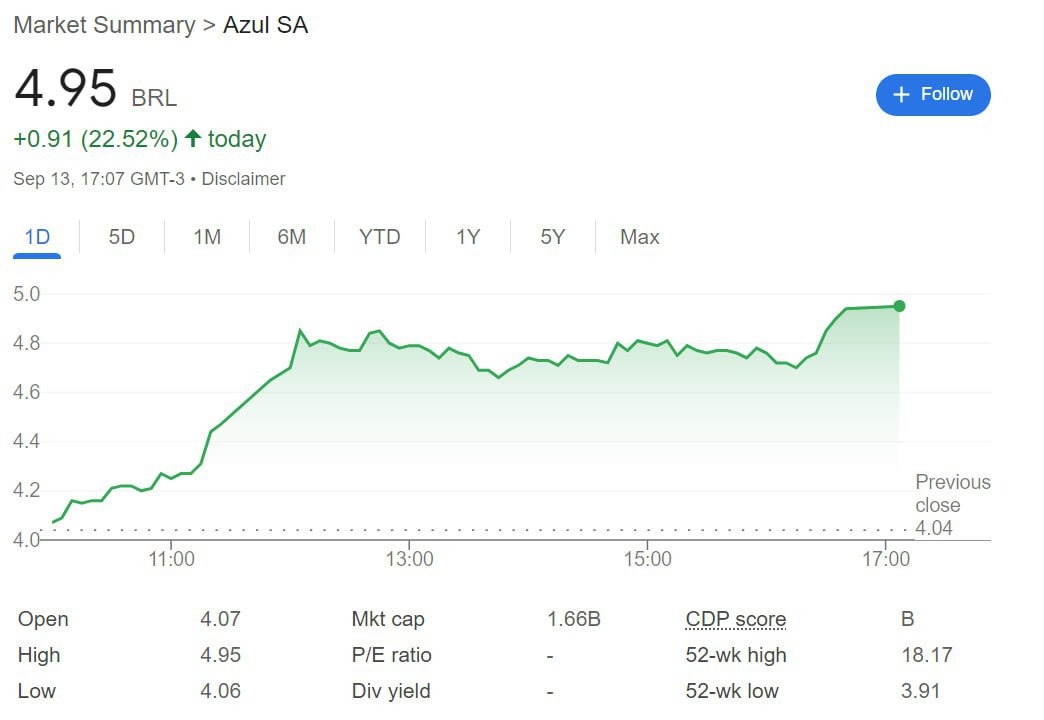 Market Summary > Azul SA
4.95 BRL
+ Follow
+0.91 (22.52%) ↑ today
Sep 13, 17:07 GMT-3 • Disclaimer
1D 5D 1M 6M YTD 1Y 5Y Max
5.0
4.8
4.6
4.4
4.2
4.0
Previous
close
4.04
11:00 13:00 15:00 17:00
Open 4.07 Mkt cap 1.66B CDP score B
High 4.95 P/E ratio - 52-wk high 18.17
Low 4.06 Div yield - 52-wk low 3.91